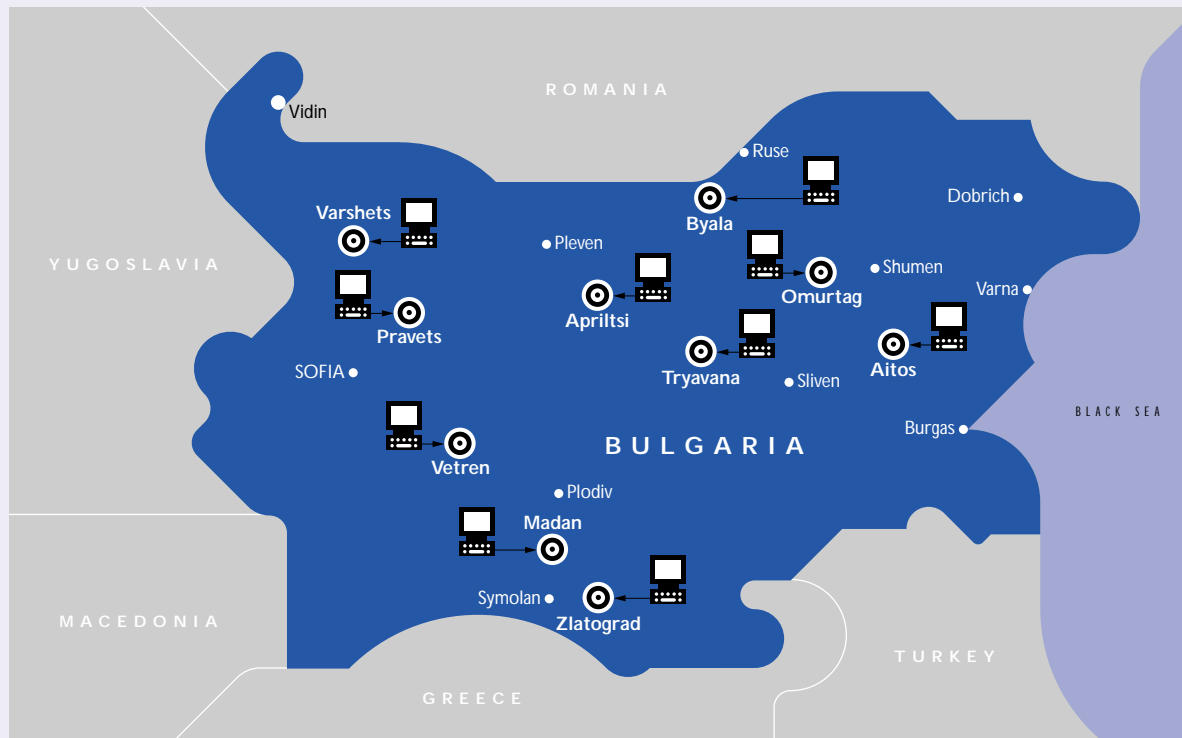 ROMANIA
Vidin
Ruse
Dobrich
Varshets
Byala
YUGOSLAVIA
Pleven
Shumen
Omurtag
Varna
Apriltsi
Pravets
SOFIA
Tryavana
Sliven
Aitos
BLACK SEA
Burgas
BULGARIA
Vetren
Plodiv
Madan
Symolan
Zlatograd
MACEDONIA
TURKEY
GREECE